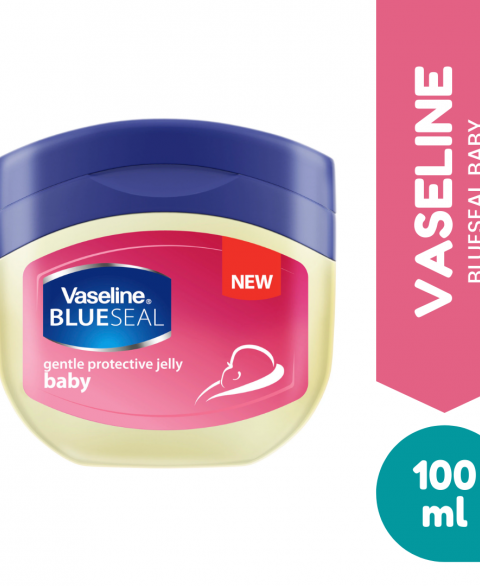 NEW
Vaseline®
BLUESEAL
gentle protective jelly
baby
VASELINE
BLUESEAL BABY
100
ml